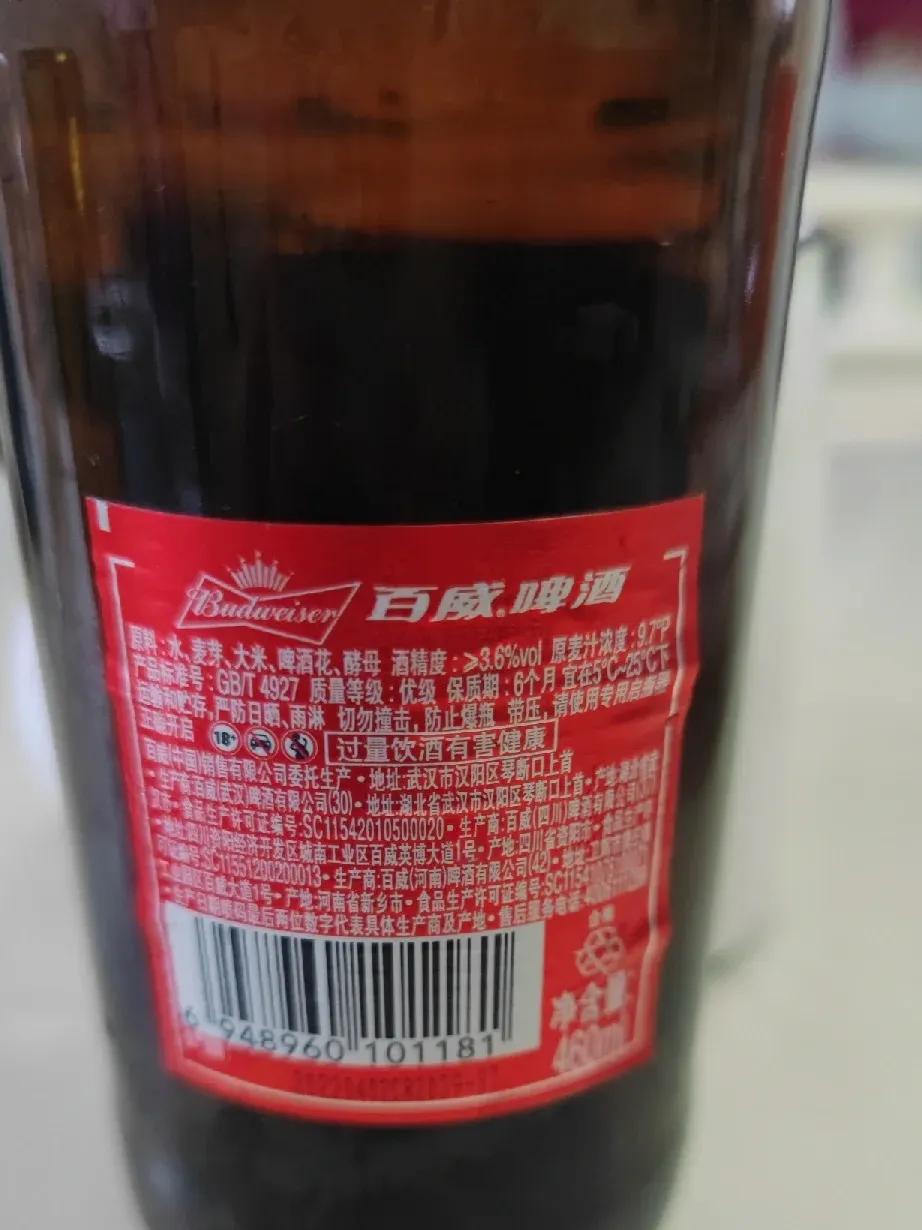 Budweiser 百威啤酒
原料:水、麦芽、大米、啤酒花、酵母 酒精度:⩾3.6%vol 原麦汁浓度:9.7°P
产品标准号:GB/T 4927 质量等级:优级 保质期:6个月 宜在5℃~25℃下
运输和贮存,严防日晒、雨淋 切勿撞击,防止爆瓶 带压,请使用专用启瓶器
正确开启 18+ 过量饮酒有害健康
百威(中国)销售有限公司委托生产·地址:武汉市汉阳区琴断口上首
·生产商:百威(武汉)啤酒有限公司(30)·地址:湖北省武汉市汉阳区琴断口上首·产地:
食品生产许可证编号:SC11542010500020·生产商:百威(四川)啤酒有限公司
经济开发区城南工业区百威英博大道1号·产地:四川省资阳市
编号:SC11551200200013·生产商:百威(河南)啤酒有限公司(42)·地址:
百威大道1号·产地:河南省新乡市·食品生产许可证编号:
最后两位数字代表具体生产商及产地·售后服务电话:
6 948960 101181
净含量:
460ml